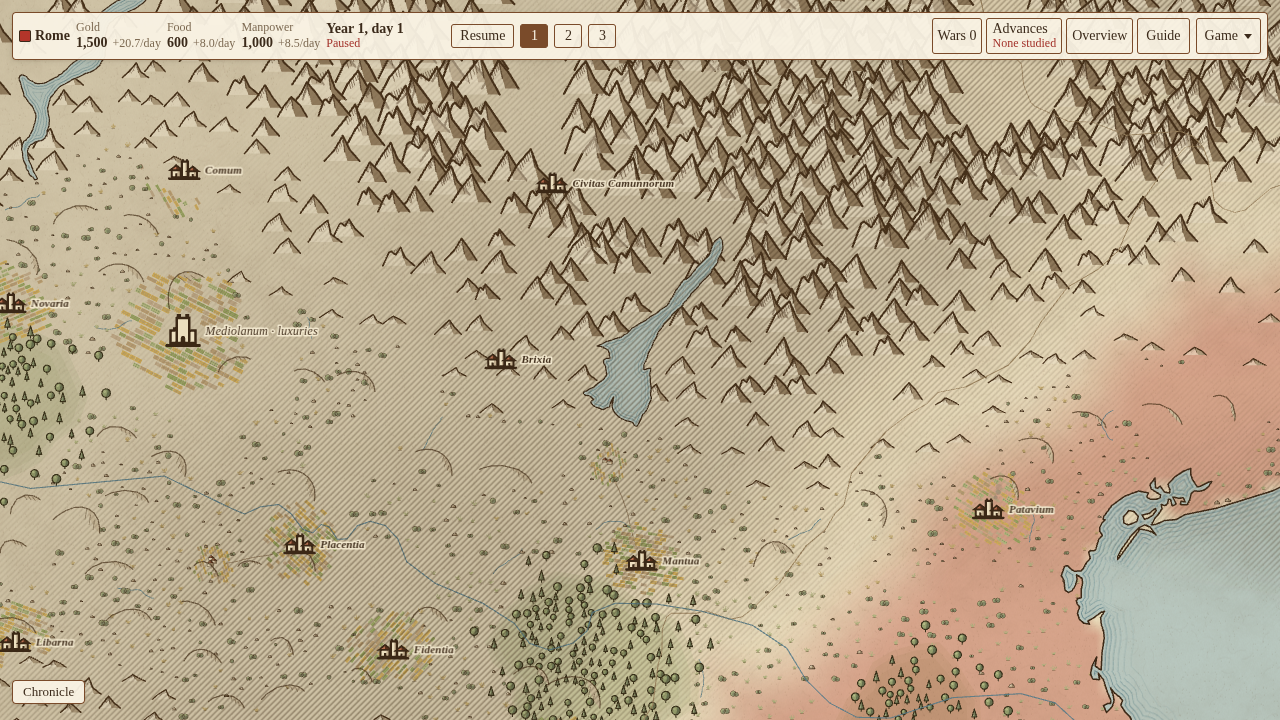 Rome
Gold
1,500 +20.7/day
Food
600 +8.0/day
Manpower
1,000 +8.5/day
Year 1, day 1
Paused
Resume
1
2
3
Wars 0
Advances
None studied
Overview
Guide
Game
Comum
Civitas Camunnorum
Novaria
Mediolanum · luxuries
Brixia
Patavium
Placentia
Mantua
Libarna
Fidentia
Chronicle